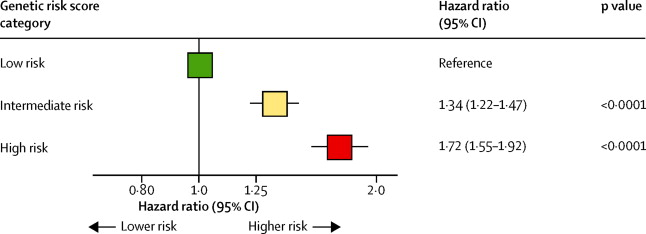 Genetic risk score category
Hazard ratio (95% CI)
p value
Low risk
Reference
Intermediate risk
1·34 (1·22–1·47)
<0·0001
High risk
1·72 (1·55–1·92)
<0·0001
0·80
1·0
1·25
2·0
Hazard ratio (95% CI)
Lower risk
Higher risk